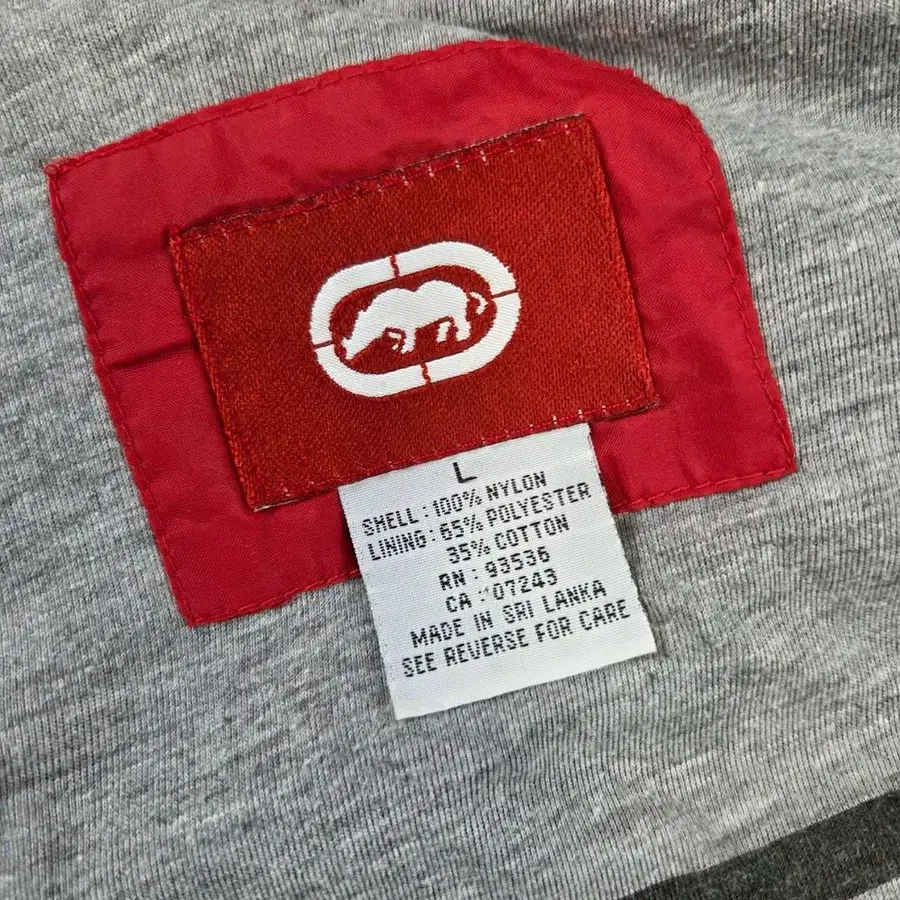 L
SHELL : 100% NYLON
LINING : 65% POLYESTER
35% COTTON
RN : 93536
CA : 07243
MADE IN SRI LANKA
SEE REVERSE FOR CARE